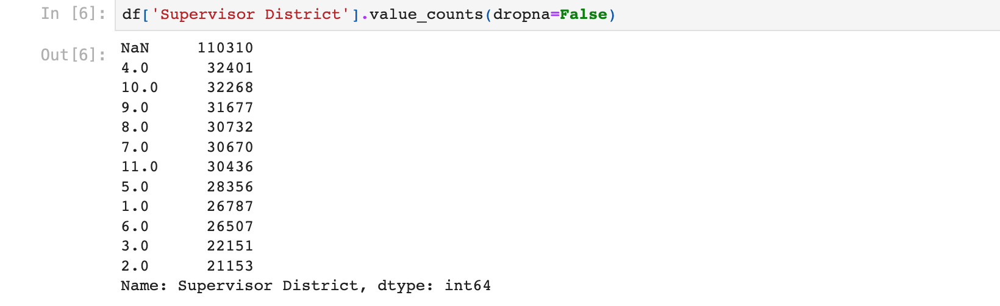 In [6]: df['Supervisor District'].value_counts(dropna=False)
Out[6]:
NaN 110310
4.0 32401
10.0 32268
9.0 31677
8.0 30732
7.0 30670
11.0 30436
5.0 28356
1.0 26787
6.0 26507
3.0 22151
2.0 21153
Name: Supervisor District, dtype: int64